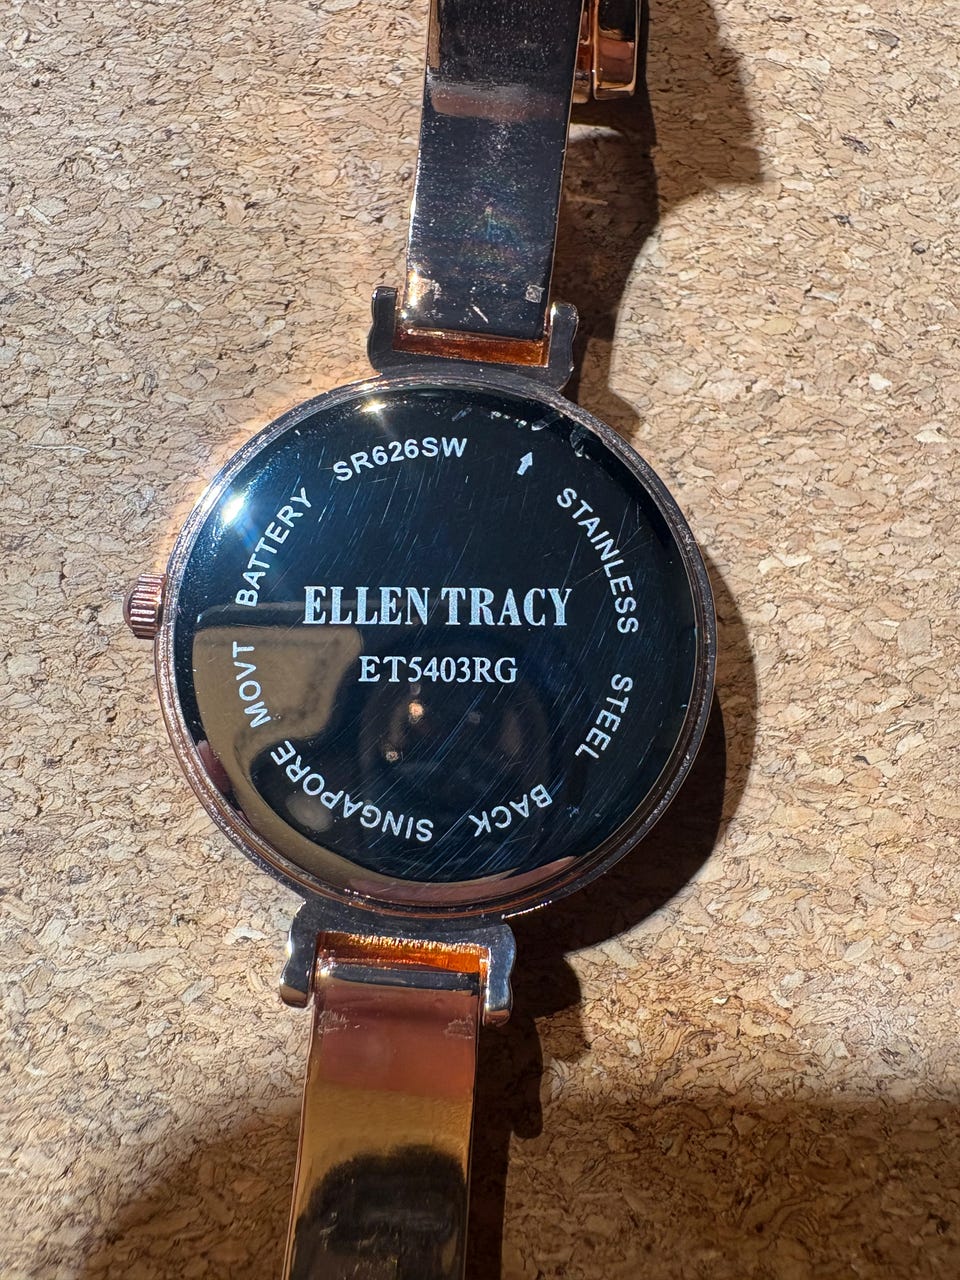 ELLEN TRACY
ET5403RG
STAINLESS STEEL BACK SINGAPORE MOVT BATTERY SR626SW